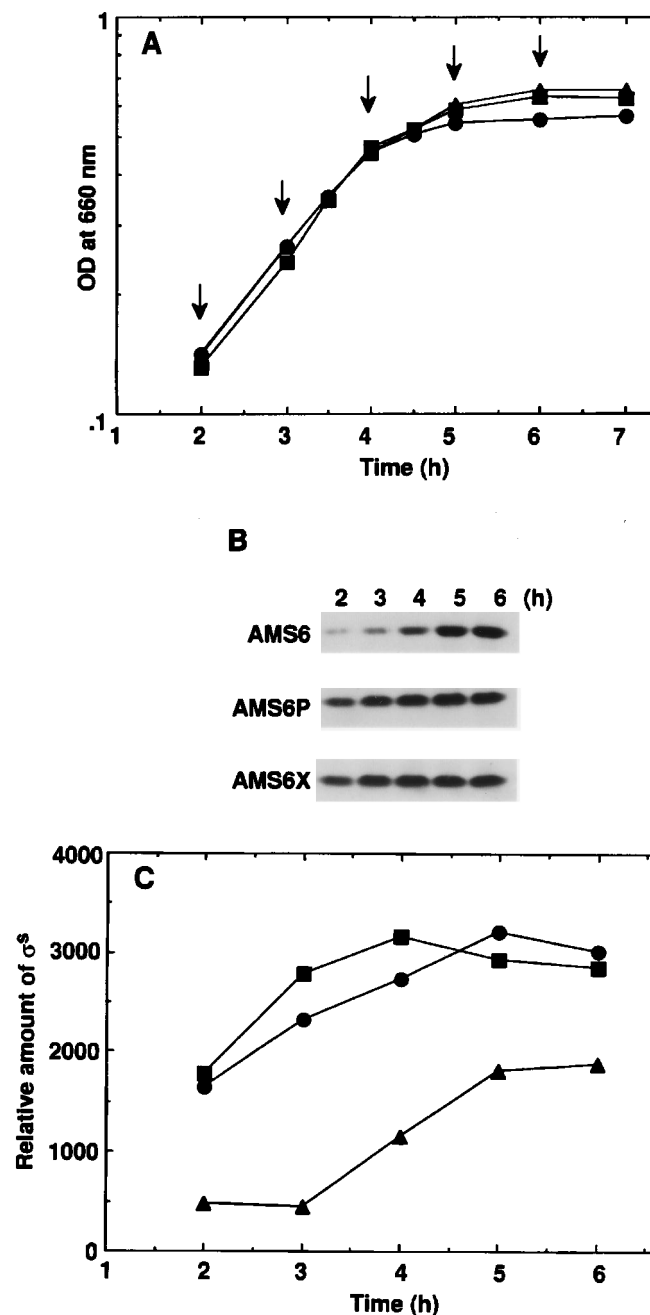 A
1
.1
OD at 660 nm
1 2 3 4 5 6 7
Time (h)
B
2 3 4 5 6 (h)
AMS6
AMS6P
AMS6X
C
4000
3000
2000
1000
0
Relative amount of σˢ
1 2 3 4 5 6
Time (h)